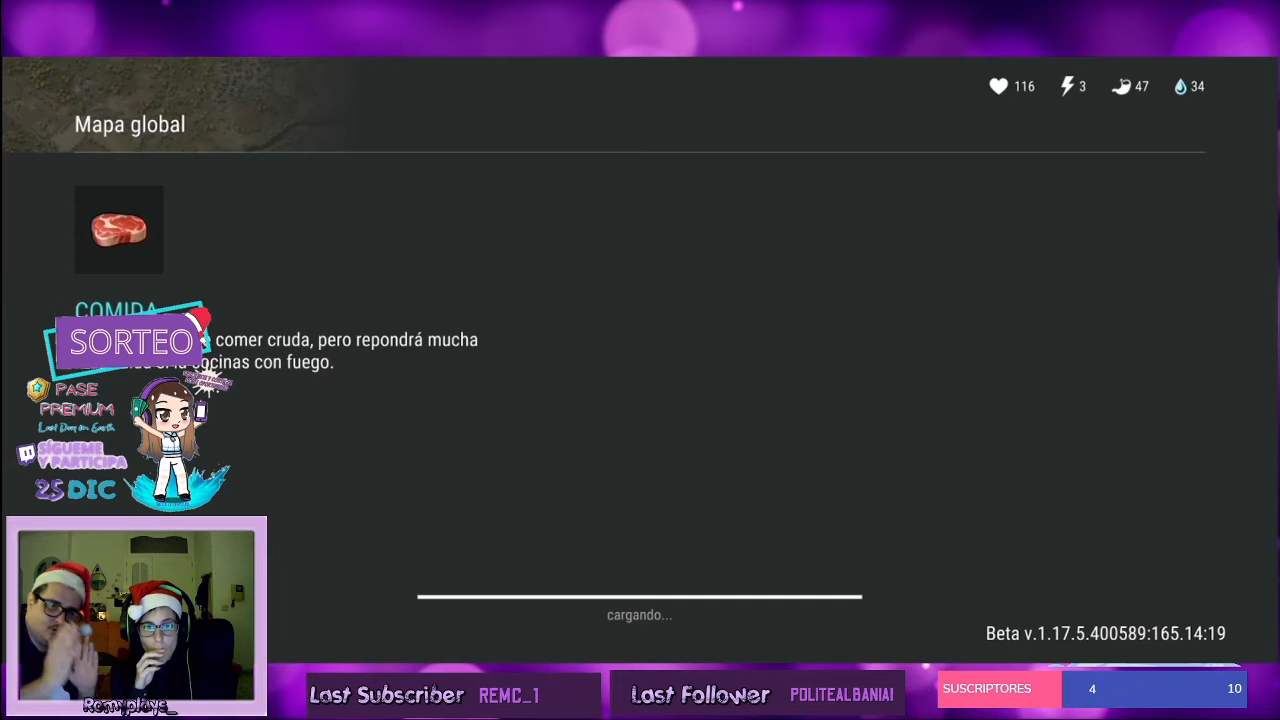 116
3
47
34
Mapa global
COMIDA
comer cruda, pero repondrá mucha
cocinas con fuego.
SORTEO
PASE
PREMIUM
Last Day on Earth
SÍGUEME
Y PARTICIPA
25 DIC
cargando...
Beta v.1.17.5.400589:165.14:19
Remyplays_
Last Subscriber REMC_1
Last Follower POLITEALBANIA1
SUSCRIPTORES 4 10